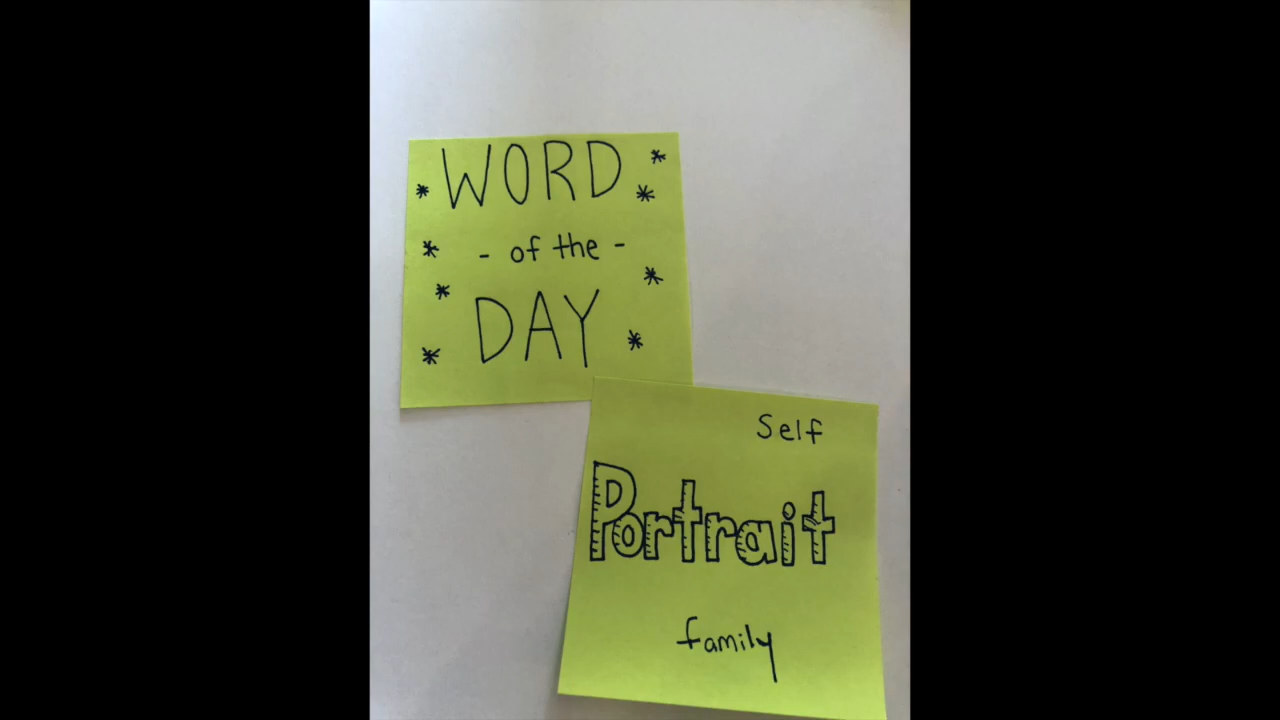 WORD
- of the -
DAY
Self
Portrait
family